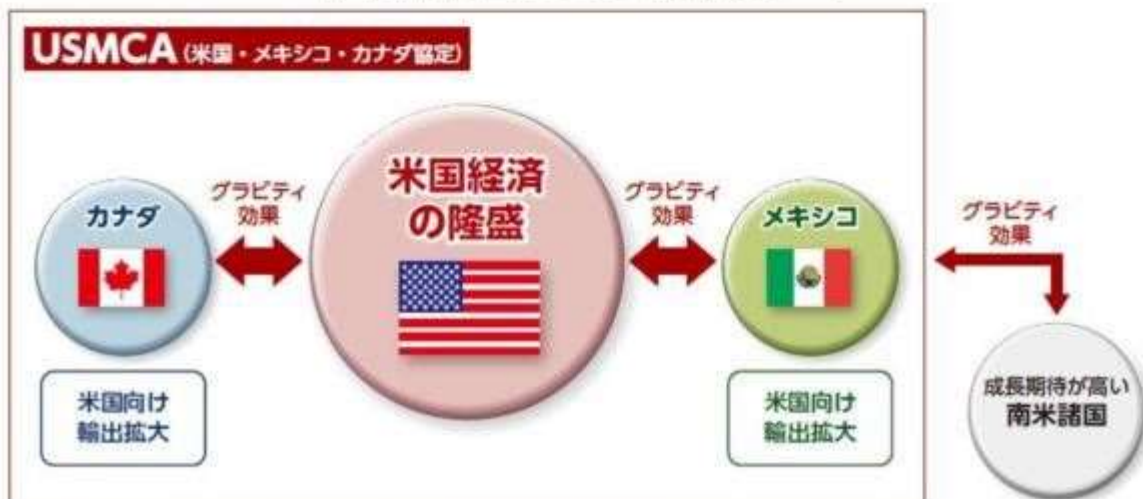 USMCA（米国・メキシコ・カナダ協定）
カナダ
グラビティ
効果
米国経済
の隆盛
グラビティ
効果
メキシコ
グラビティ
効果
米国向け
輸出拡大
米国向け
輸出拡大
成長期待が高い
南米諸国